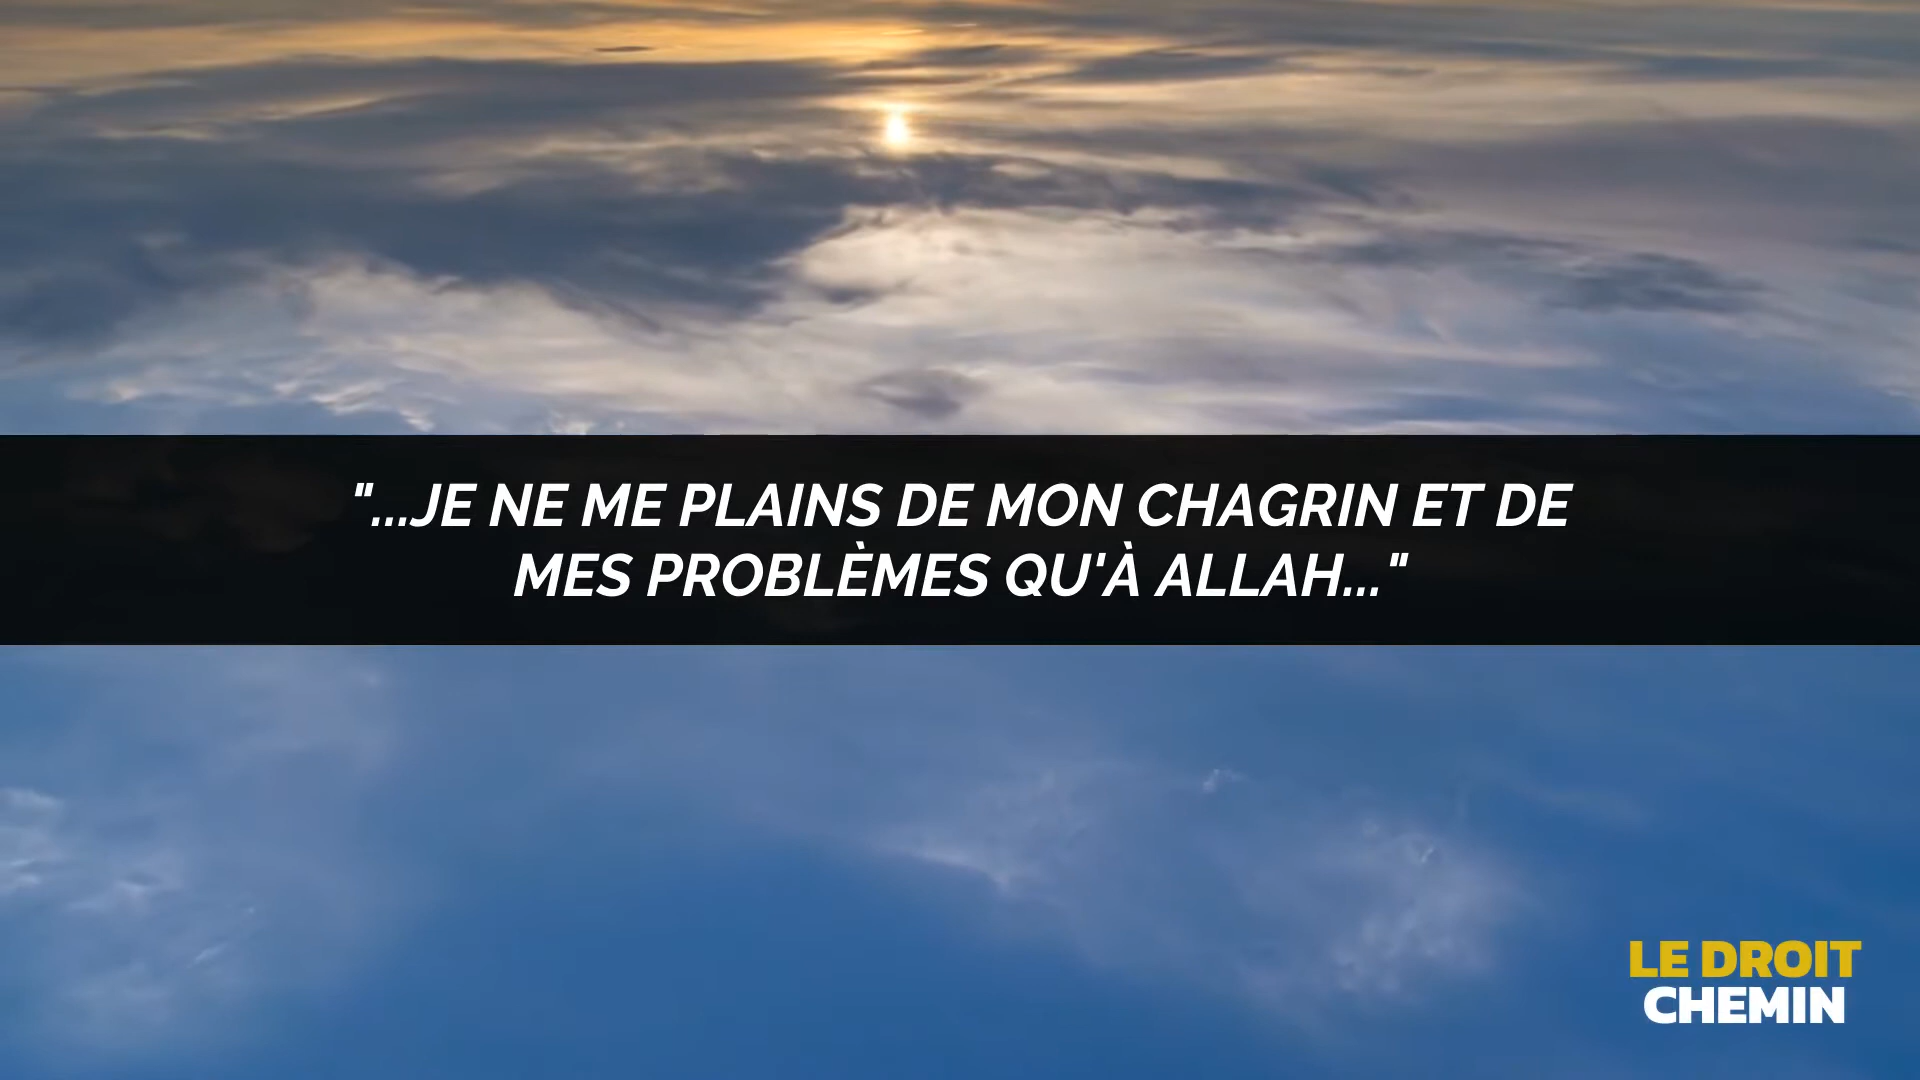 "...JE NE ME PLAINS DE MON CHAGRIN ET DE
MES PROBLÈMES QU'À ALLAH..."
LE DROIT
CHEMIN